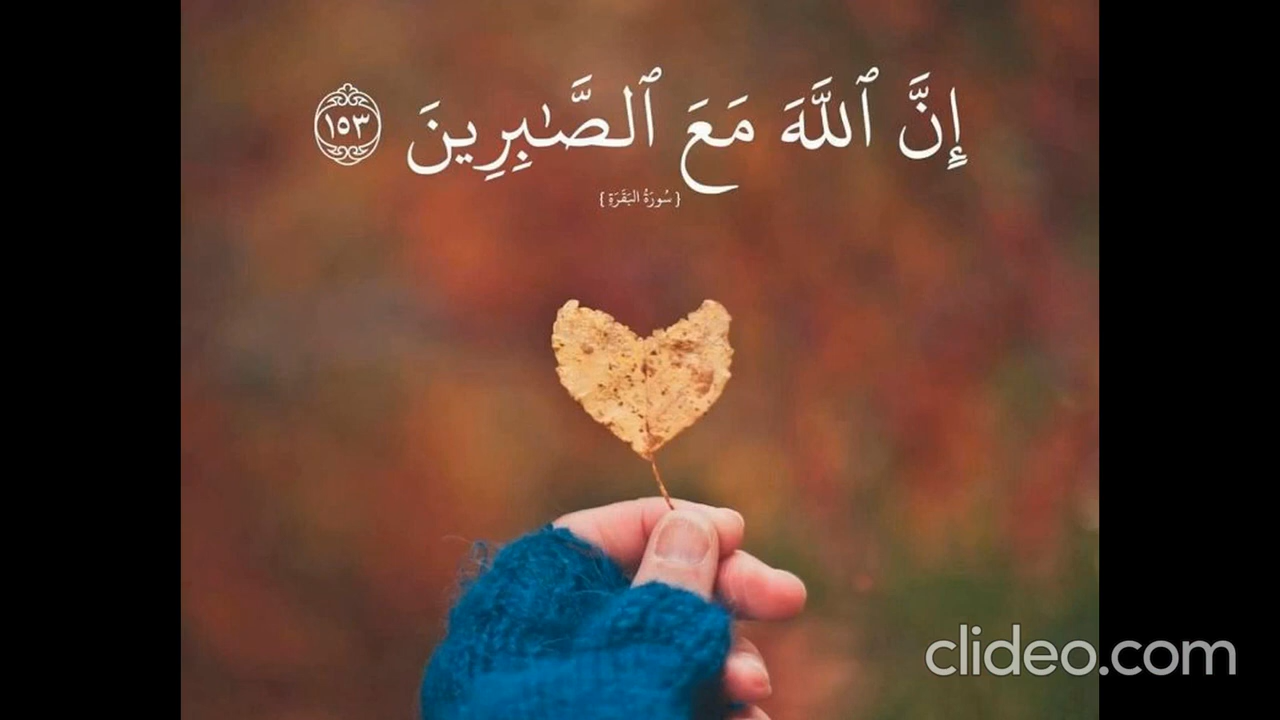 إِنَّ ٱللَّهَ مَعَ ٱلصَّـٰبِرِينَ ١٥٣
{ سُورَةُ البَقَرَةِ }
clideo.com